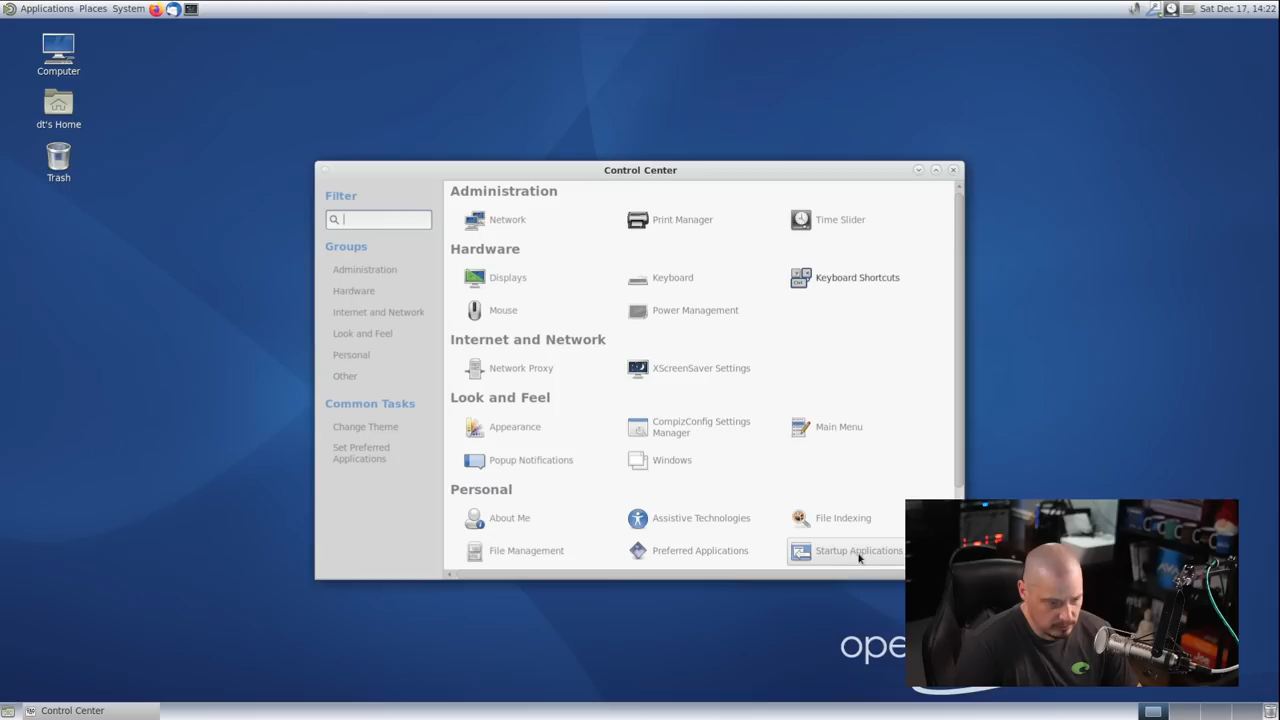 Applications Places System
Sat Dec 17, 14:22
Computer
dt's Home
Trash
Control Center
Filter
Groups
Administration
Hardware
Internet and Network
Look and Feel
Personal
Other
Common Tasks
Change Theme
Set Preferred
Applications
Administration
Network
Print Manager
Time Slider
Hardware
Displays
Keyboard
Keyboard Shortcuts
Mouse
Power Management
Internet and Network
Network Proxy
XScreenSaver Settings
Look and Feel
Appearance
CompizConfig Settings
Manager
Main Menu
Popup Notifications
Windows
Personal
About Me
Assistive Technologies
File Indexing
File Management
Preferred Applications
Startup Applications
ope
Control Center